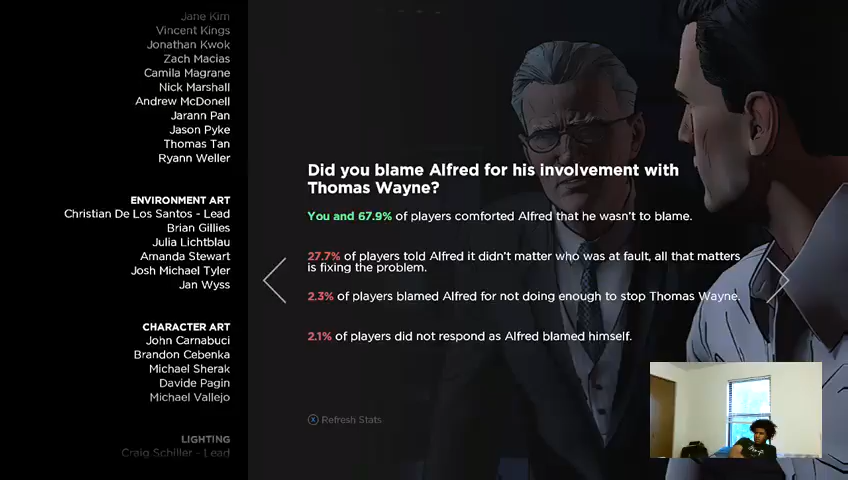 Jane Kim
Vincent Kings
Jonathan Kwok
Zach Macias
Camila Magrane
Nick Marshall
Andrew McDonell
Jarann Pan
Jason Pyke
Thomas Tan
Ryann Weller
ENVIRONMENT ART
Christian De Los Santos - Lead
Brian Gillies
Julia Lichtblau
Amanda Stewart
Josh Michael Tyler
Jan Wyss
CHARACTER ART
John Carnabuci
Brandon Cebenka
Michael Sherak
Davide Pagin
Michael Vallejo
LIGHTING
Craig Schiller - Lead
Did you blame Alfred for his involvement with
Thomas Wayne?
You and 67.9% of players comforted Alfred that he wasn't to blame.
27.7% of players told Alfred it didn't matter who was at fault, all that matters
is fixing the problem.
2.3% of players blamed Alfred for not doing enough to stop Thomas Wayne.
2.1% of players did not respond as Alfred blamed himself.
X Refresh Stats